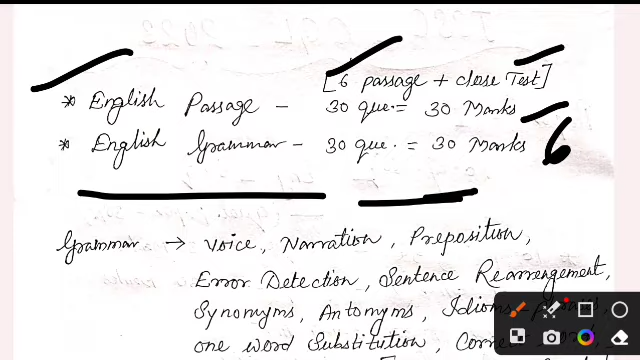 [6 passage + close Test]
* English Passage - 30 que.= 30 Marks
* English Grammar - 30 que. = 30 Marks
6
Grammar → Voice, Narration, Preposition,
Error Detection, Sentence Rearrangement,
Synonyms, Antonyms, Idioms
one word Substitution,